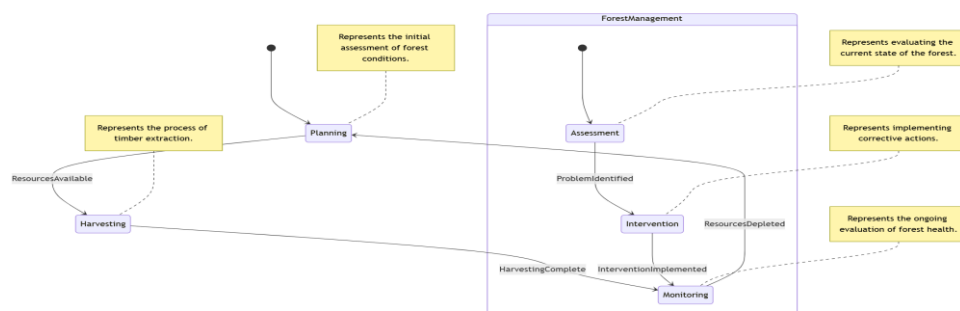 ForestManagement
Represents the initial
assessment of forest
conditions.
Represents evaluating the
current state of the forest.
Represents the process of
timber extraction.
Planning
Assessment
Represents implementing
corrective actions.
ResourcesAvailable
ProblemIdentified
Harvesting
Intervention
ResourcesDepleted
Represents the ongoing
evaluation of forest health.
HarvestingComplete
InterventionImplemented
Monitoring